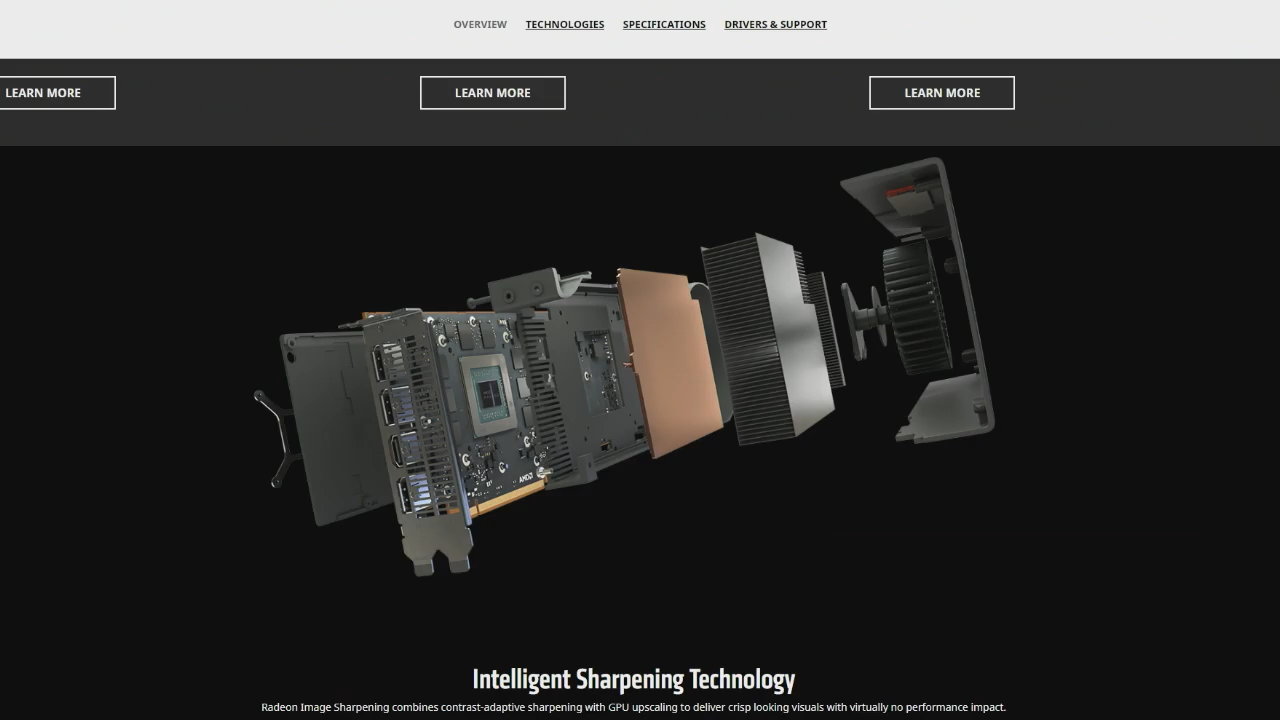 OVERVIEW TECHNOLOGIES SPECIFICATIONS DRIVERS & SUPPORT
LEARN MORE LEARN MORE LEARN MORE
AMD
Intelligent Sharpening Technology
Radeon Image Sharpening combines contrast-adaptive sharpening with GPU upscaling to deliver crisp looking visuals with virtually no performance impact.